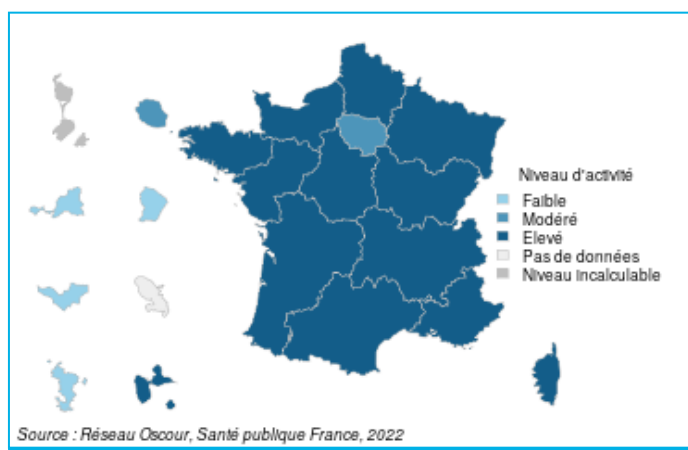 Niveau d'activité
Faible
Modéré
Elevé
Pas de données
Niveau incalculable
Source : Réseau Oscour, Santé publique France, 2022